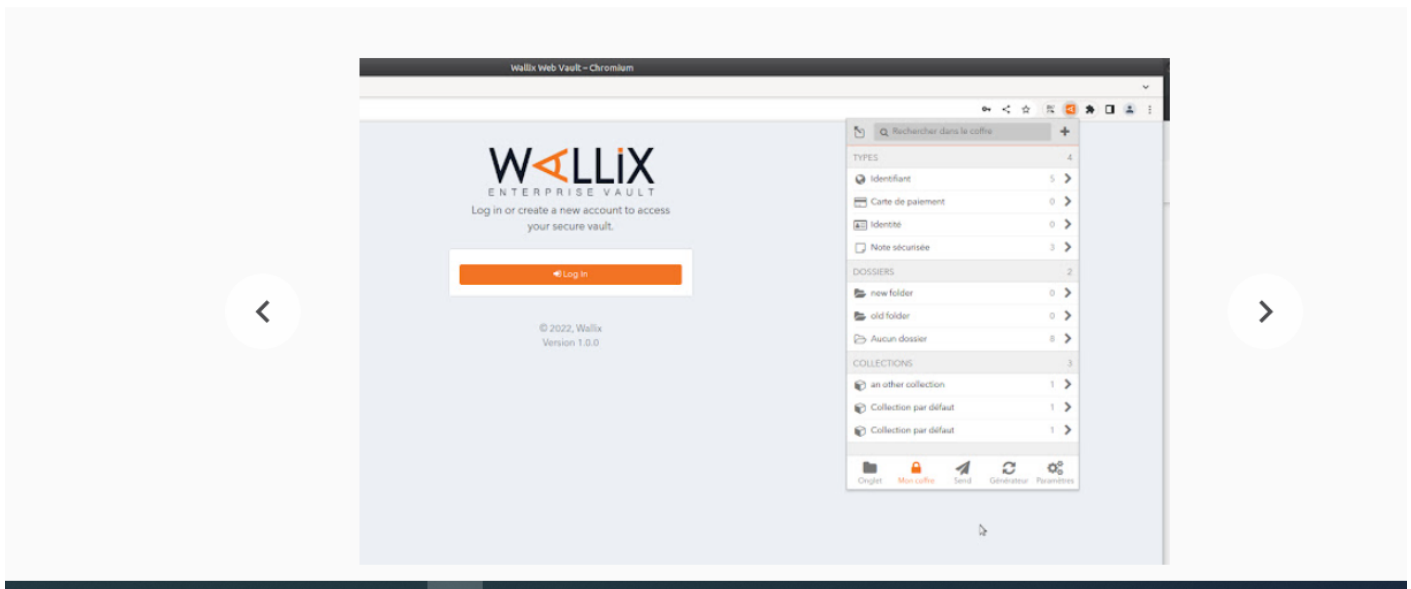 Wallix Web Vault – Chromium
WALLiX
ENTERPRISE VAULT
Log in or create a new account to access
your secure vault.
Log In
© 2022, Wallix
Version 1.0.0
Rechercher dans le coffre
TYPES 4
Identifiant 5
Carte de paiement 0
Identité 0
Note sécurisée 3
DOSSIERS 2
new folder 0
old folder 0
Aucun dossier 8
COLLECTIONS 3
an other collection 1
Collection par défaut 1
Collection par défaut 1
Onglet Mon coffre Send Générateur Paramètres